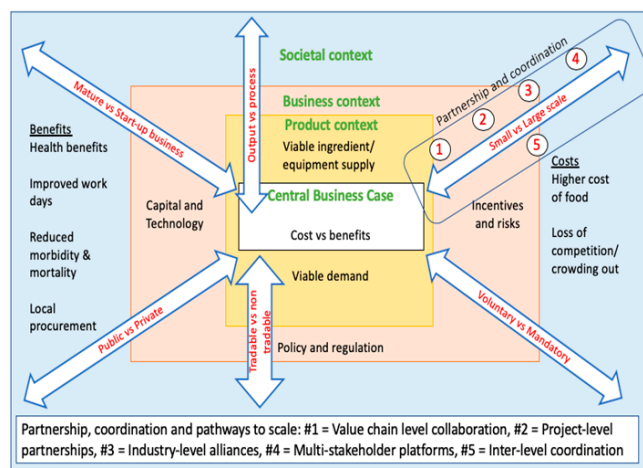 Societal context
Partnership and coordination
4
3
2
1
5
Mature vs Start-up business
Output vs process
Small vs Large scale
Business context
Product context
Viable ingredient/
equipment supply
Benefits
Health benefits
Improved work
days
Reduced
morbidity &
mortality
Local
procurement
Capital and
Technology
Central Business Case
Cost vs benefits
Incentives
and risks
Costs
Higher cost
of food
Loss of
competition/
crowding out
Viable demand
Public vs Private
Tradable vs non
tradable
Voluntary vs Mandatory
Policy and regulation
Partnership, coordination and pathways to scale: #1 = Value chain level collaboration, #2 = Project-level
partnerships, #3 = Industry-level alliances, #4 = Multi-stakeholder platforms, #5 = Inter-level coordination